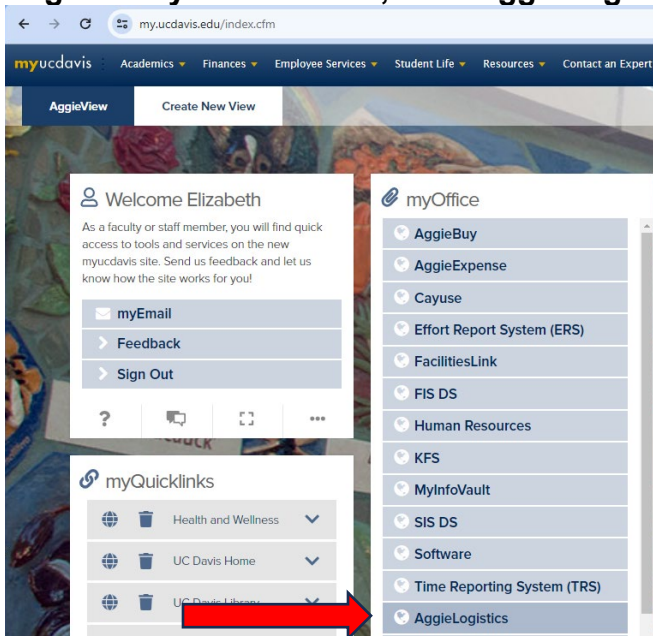 my.ucdavis.edu/index.cfm
myucdavis Academics Finances Employee Services Student Life Resources Contact an Expert
AggieView Create New View
Welcome Elizabeth
As a faculty or staff member, you will find quick
access to tools and services on the new
myucdavis site. Send us feedback and let us
know how the site works for you!
myEmail
Feedback
Sign Out
?
myQuicklinks
Health and Wellness
UC Davis Home
UC Davis Library
myOffice
AggieBuy
AggieExpense
Cayuse
Effort Report System (ERS)
FacilitiesLink
FIS DS
Human Resources
KFS
MyInfoVault
SIS DS
Software
Time Reporting System (TRS)
AggieLogistics